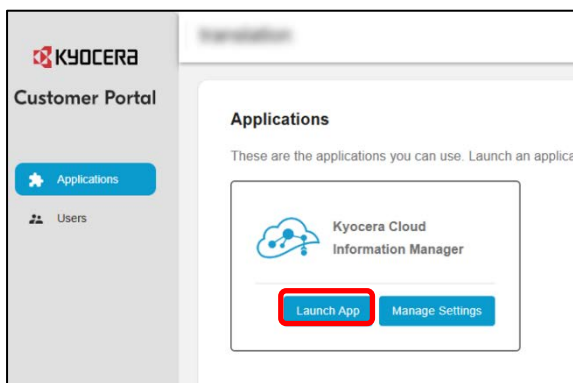 KYOCERA
Customer Portal
Applications
Users
translation
Applications
These are the applications you can use. Launch an applica
Kyocera Cloud
Information Manager
Launch App
Manage Settings